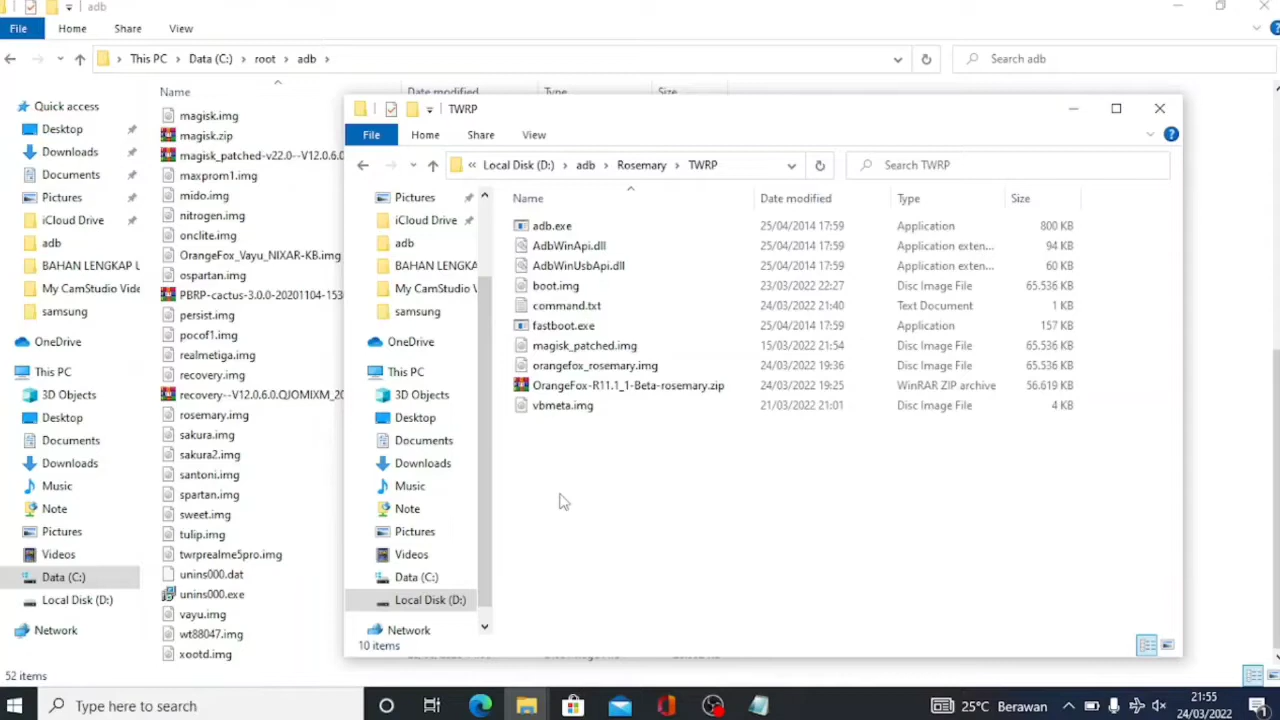 adb
File Home Share View
This PC › Data (C:) › root › adb ›
Search adb
Quick access
Desktop
Downloads
Documents
Pictures
iCloud Drive
adb
BAHAN LENGKAP U
My CamStudio Vide
samsung
OneDrive
This PC
3D Objects
Desktop
Documents
Downloads
Music
Note
Pictures
Videos
Data (C:)
Local Disk (D:)
Network
52 items
Name Date modified Type Size
magisk.img
magisk.zip
magisk_patched-v22.0--V12.0.6.0
maxprom1.img
mido.img
nitrogen.img
onclite.img
OrangeFox_Vayu_NIXAR-KB.img
ospartan.img
PBRP-cactus-3.0.0-20201104-153
persist.img
pocof1.img
realmetiga.img
recovery.img
recovery--V12.0.6.0.QJOMIXM_20
rosemary.img
sakura.img
sakura2.img
santoni.img
spartan.img
sweet.img
tulip.img
twrprealme5pro.img
unins000.dat
unins000.exe
vayu.img
wt88047.img
xootd.img
TWRP
File Home Share View
« Local Disk (D:) › adb › Rosemary › TWRP
Search TWRP
Pictures
iCloud Drive
adb
BAHAN LENGKA
My CamStudio V
samsung
OneDrive
This PC
3D Objects
Desktop
Documents
Downloads
Music
Note
Pictures
Videos
Data (C:)
Local Disk (D:)
Network
10 items
Name Date modified Type Size
adb.exe 25/04/2014 17:59 Application 800 KB
AdbWinApi.dll 25/04/2014 17:59 Application exten... 94 KB
AdbWinUsbApi.dll 25/04/2014 17:59 Application exten... 60 KB
boot.img 23/03/2022 22:27 Disc Image File 65.536 KB
command.txt 24/03/2022 21:40 Text Document 1 KB
fastboot.exe 25/04/2014 17:59 Application 157 KB
magisk_patched.img 15/03/2022 21:54 Disc Image File 65.536 KB
orangefox_rosemary.img 24/03/2022 19:36 Disc Image File 65.536 KB
OrangeFox-R11.1_1-Beta-rosemary.zip 24/03/2022 19:25 WinRAR ZIP archive 56.619 KB
vbmeta.img 21/03/2022 21:01 Disc Image File 4 KB
Type here to search
25°C Berawan
21:55
24/03/2022
1